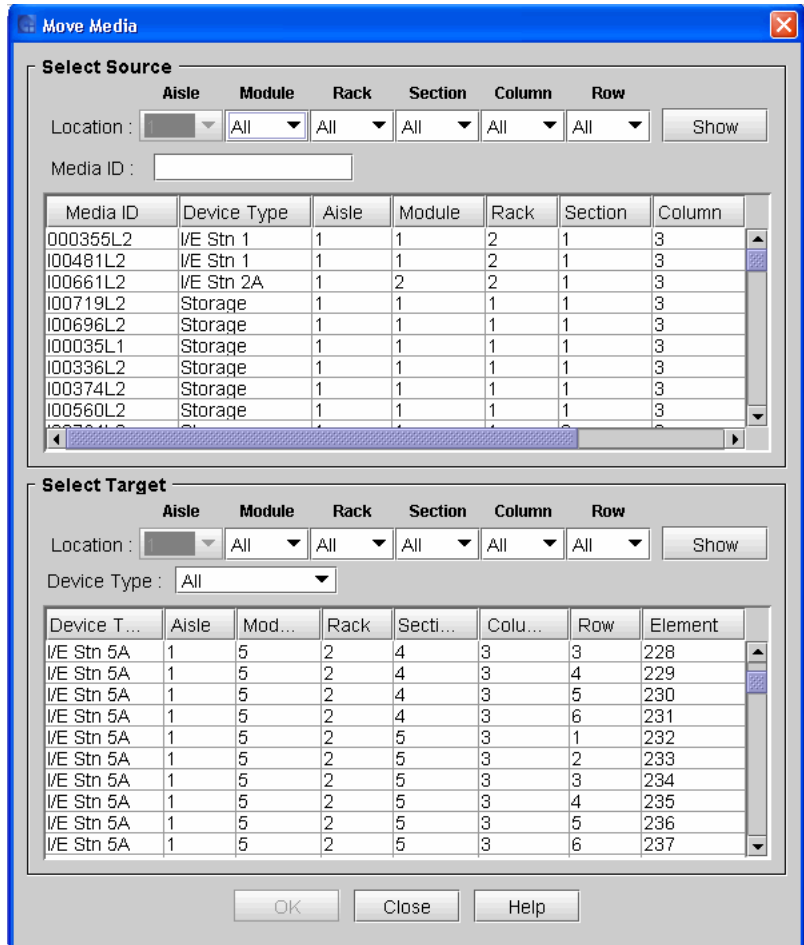 Move Media
Select Source
Aisle Module Rack Section Column Row
Location : 1 All All All All All Show
Media ID :
Media ID Device Type Aisle Module Rack Section Column
000355L2 I/E Stn 1 1 1 2 1 3
I00481L2 I/E Stn 1 1 1 2 1 3
I00661L2 I/E Stn 2A 1 2 2 1 3
I00719L2 Storage 1 1 1 1 3
I00696L2 Storage 1 1 1 1 3
I00035L1 Storage 1 1 1 1 3
I00336L2 Storage 1 1 1 1 3
I00374L2 Storage 1 1 1 1 3
I00560L2 Storage 1 1 1 1 3
Select Target
Aisle Module Rack Section Column Row
Location : 1 All All All All All Show
Device Type : All
Device T... Aisle Mod... Rack Secti... Colu... Row Element
I/E Stn 5A 1 5 2 4 3 3 228
I/E Stn 5A 1 5 2 4 3 4 229
I/E Stn 5A 1 5 2 4 3 5 230
I/E Stn 5A 1 5 2 4 3 6 231
I/E Stn 5A 1 5 2 5 3 1 232
I/E Stn 5A 1 5 2 5 3 2 233
I/E Stn 5A 1 5 2 5 3 3 234
I/E Stn 5A 1 5 2 5 3 4 235
I/E Stn 5A 1 5 2 5 3 5 236
I/E Stn 5A 1 5 2 5 3 6 237
OK Close Help